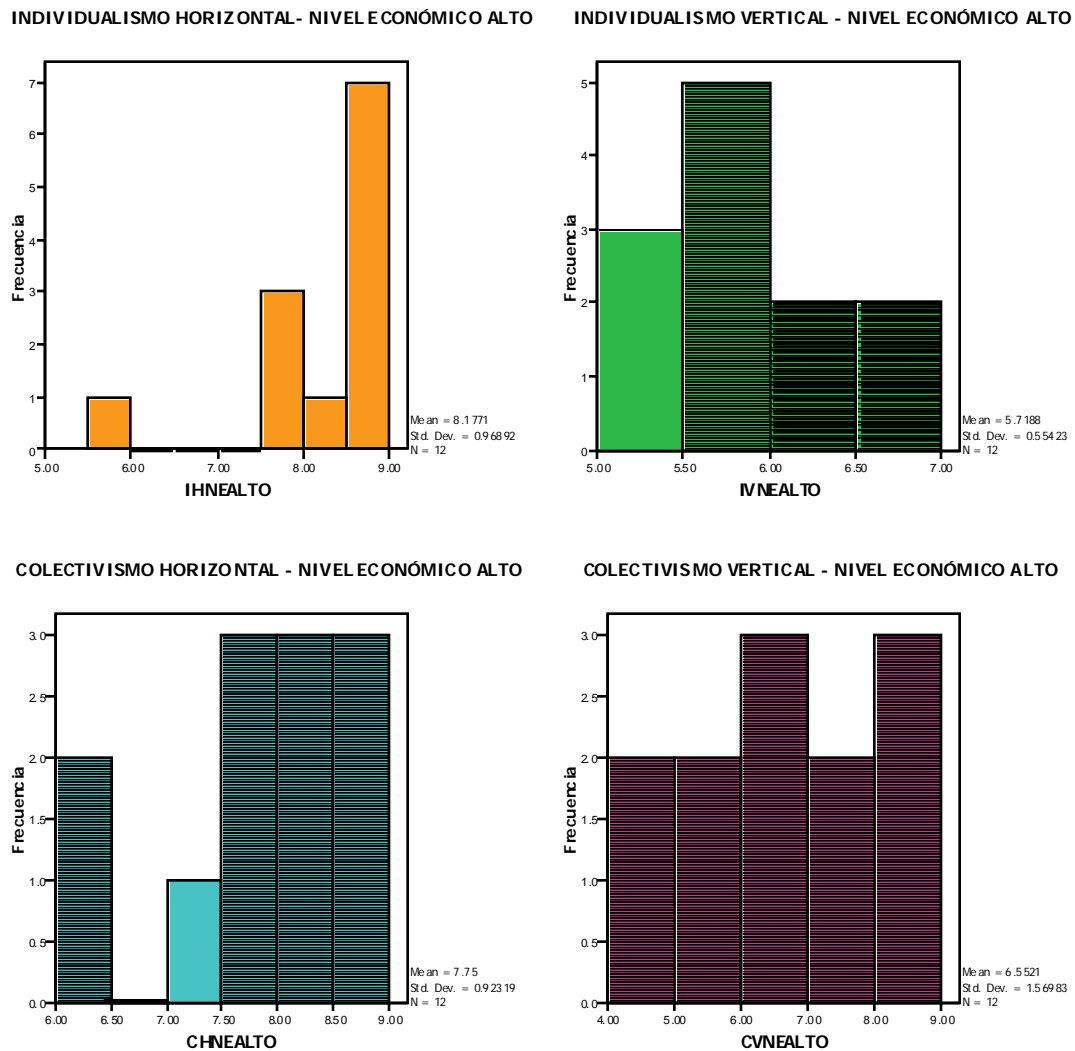 INDIVIDUALISMO HORIZONTAL- NIVEL ECONÓMICO ALTO
7
6
5
4
3
2
1
0
Frecuencia
5.00 6.00 7.00 8.00 9.00
IHNEALTO
Mean = 8.1771
Std. Dev. = 0.96892
N = 12
INDIVIDUALISMO VERTICAL - NIVEL ECONÓMICO ALTO
5
4
3
2
1
0
Frecuencia
5.00 5.50 6.00 6.50 7.00
IVNEALTO
Mean = 5.7188
Std. Dev. = 0.55423
N = 12
COLECTIVISMO HORIZONTAL - NIVEL ECONÓMICO ALTO
3.0
2.5
2.0
1.5
1.0
0.5
0.0
Frecuencia
6.00 6.50 7.00 7.50 8.00 8.50 9.00
CHNEALTO
Mean = 7.75
Std. Dev. = 0.92319
N = 12
COLECTIVISMO VERTICAL - NIVEL ECONÓMICO ALTO
3.0
2.5
2.0
1.5
1.0
0.5
0.0
Frecuencia
4.00 5.00 6.00 7.00 8.00 9.00
CVNEALTO
Mean = 6.5521
Std. Dev. = 1.56983
N = 12